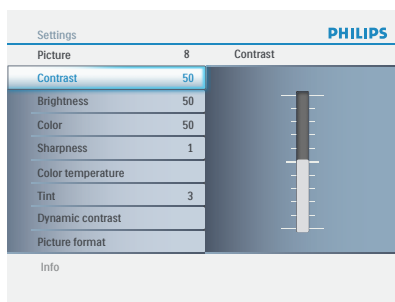 Settings PHILIPS
Picture 8 Contrast
Contrast 50
Brightness 50
Color 50
Sharpness 1
Color temperature
Tint 3
Dynamic contrast
Picture format
Info